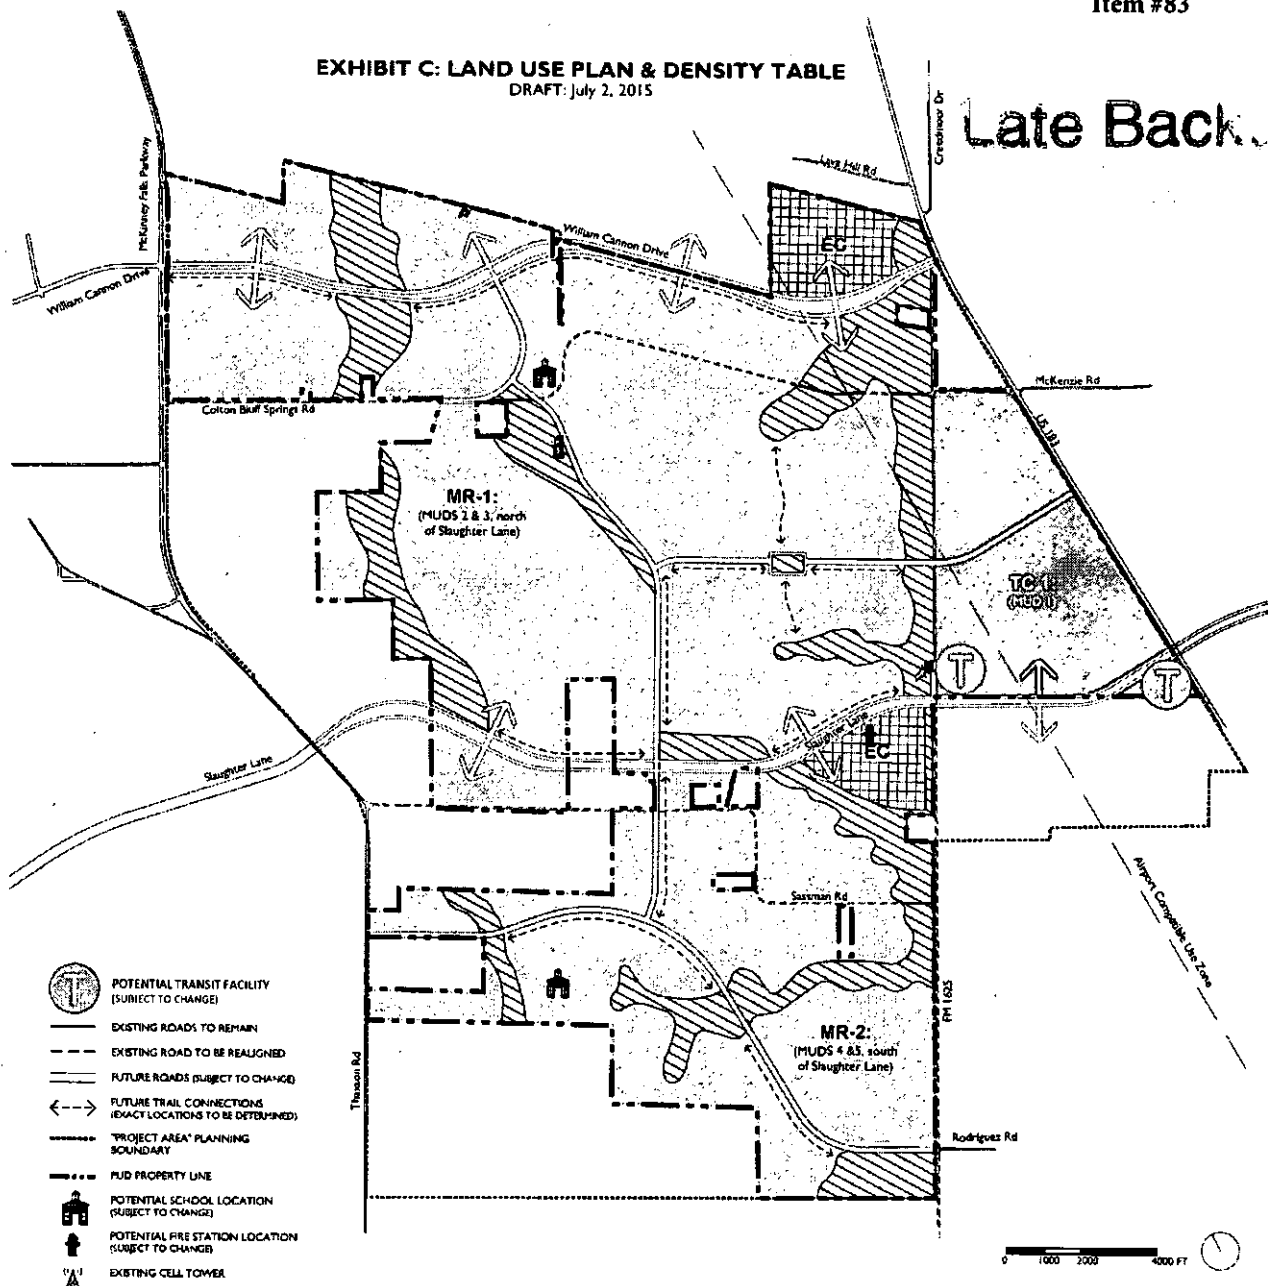 Item #83
EXHIBIT C: LAND USE PLAN & DENSITY TABLE
DRAFT: July 2, 2015
Late Back
McKinney Falls Parkway
Creedmoor Dr
Lava Hill Rd
William Cannon Drive
EC
William Cannon Drive
McKenzie Rd
Colton Bluff Springs Rd
US 183
MR-1:
(MUDS 2 & 3, north
of Slaughter Lane)
TC-1:
(MUD 1)
T
T
Slaughter Lane
EC
Slaughter Lane
Sassman Rd
Airport Compatible Use Zone
FM 1625
MR-2:
(MUDS 4 &5, south
of Slaughter Lane)
Thaxton Rd
Rodriguez Rd
T
POTENTIAL TRANSIT FACILITY
(SUBJECT TO CHANGE)
EXISTING ROADS TO REMAIN
EXISTING ROAD TO BE REALIGNED
FUTURE ROADS (SUBJECT TO CHANGE)
FUTURE TRAIL CONNECTIONS
(EXACT LOCATIONS TO BE DETERMINED)
"PROJECT AREA" PLANNING
BOUNDARY
PUD PROPERTY LINE
POTENTIAL SCHOOL LOCATION
(SUBJECT TO CHANGE)
POTENTIAL FIRE STATION LOCATION
(SUBJECT TO CHANGE)
EXISTING CELL TOWER
0 1000 2000 4000 FT